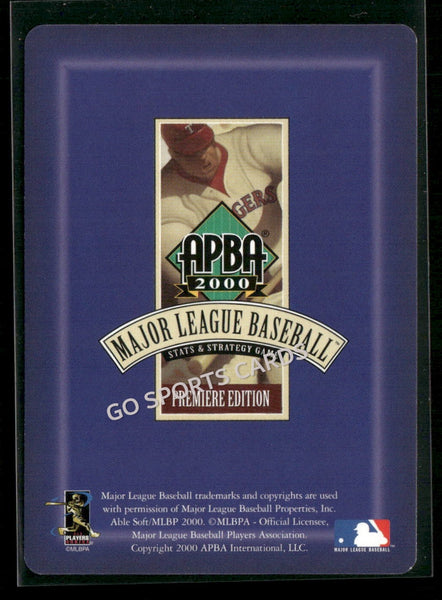 T
GERS
APBA®
2000
MAJOR LEAGUE BASEBALL™
STATS & STRATEGY GAME
GO SPORTS CARDS
PREMIERE EDITION
Major League Baseball trademarks and copyrights are used
with permission of Major League Baseball Properties, Inc.
Able Soft/MLBP 2000. ©MLBPA - Official Licensee,
Major League Baseball Players Association.
Copyright 2000 APBA International, LLC.
PLAYERS
CHOICE
©MLBPA
MAJOR LEAGUE BASEBALL